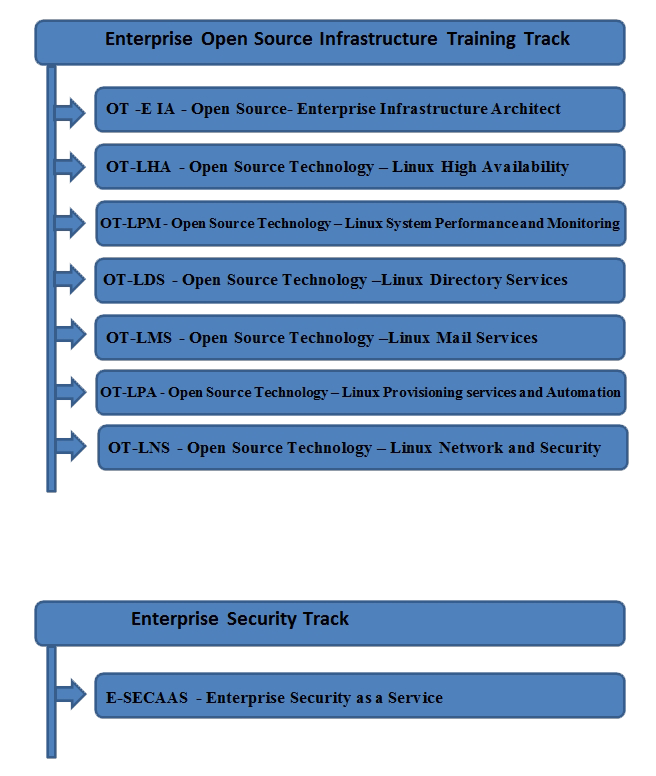 Enterprise Open Source Infrastructure Training Track
OT -E IA - Open Source- Enterprise Infrastructure Architect
OT-LHA - Open Source Technology – Linux High Availability
OT-LPM - Open Source Technology – Linux System Performance and Monitoring
OT-LDS - Open Source Technology –Linux Directory Services
OT-LMS - Open Source Technology –Linux Mail Services
OT-LPA - Open Source Technology – Linux Provisioning services and Automation
OT-LNS - Open Source Technology – Linux Network and Security
Enterprise Security Track
E-SECAAS - Enterprise Security as a Service